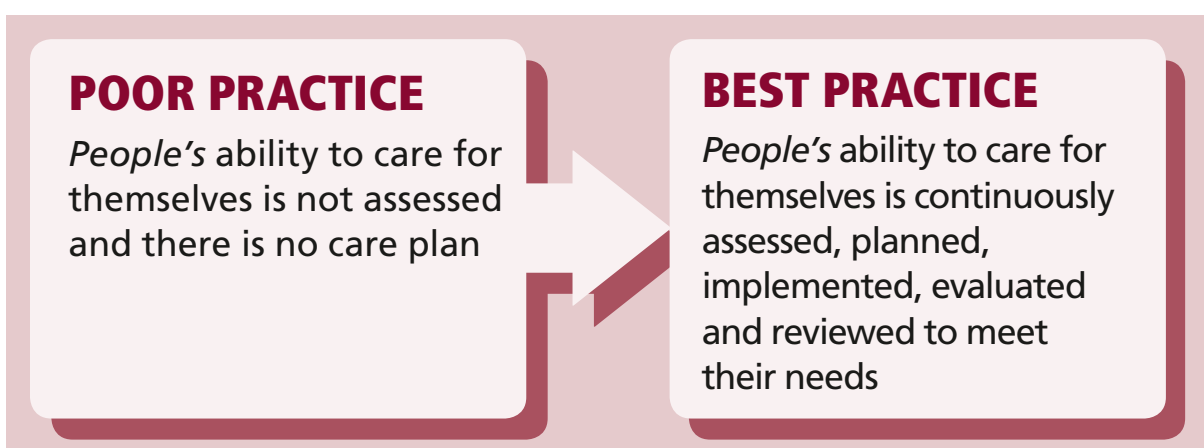 POOR PRACTICE
People's ability to care for
themselves is not assessed
and there is no care plan
BEST PRACTICE
People's ability to care for
themselves is continuously
assessed, planned,
implemented, evaluated
and reviewed to meet
their needs